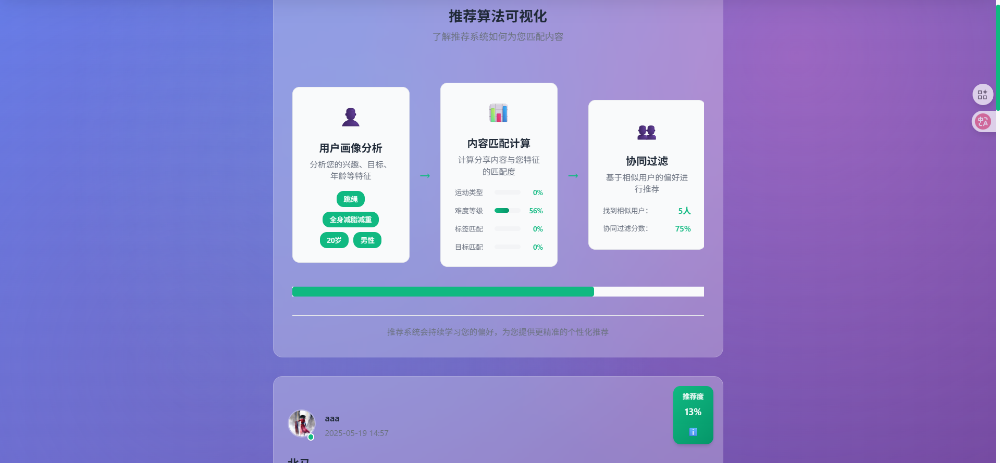 推荐算法可视化
了解推荐系统如何为您匹配内容
用户画像分析
分析您的兴趣、目标、
年龄等特征
跳绳
全身减脂减重
20岁 男性
→
内容匹配计算
计算分享内容与您特征
的匹配度
运动类型 0%
难度等级 56%
标签匹配 0%
目标匹配 0%
→
协同过滤
基于相似用户的偏好进
行推荐
找到相似用户： 5人
协同过滤分数： 75%
推荐系统会持续学习您的偏好，为您提供更精准的个性化推荐
推荐度
13%
aaa
2025-05-19 14:57
北马